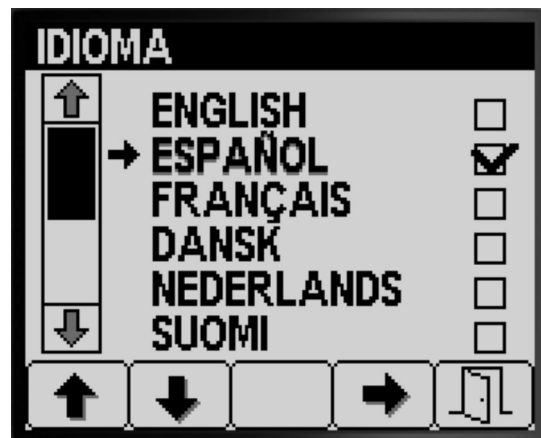 IDIOMA
ENGLISH
ESPAÑOL
FRANÇAIS
DANSK
NEDERLANDS
SUOMI